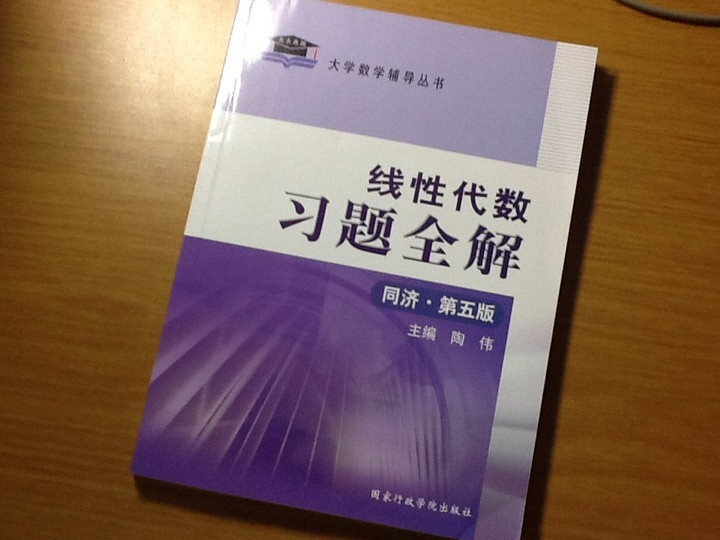 大学数学辅导丛书
线性代数
习题全解
同济·第五版
主编 陶 伟
国家行政学院出版社